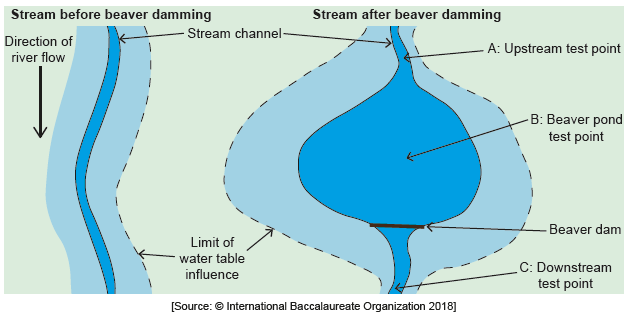 Stream before beaver damming
Stream after beaver damming
Direction of
river flow
Stream channel
A: Upstream test point
B: Beaver pond
test point
Beaver dam
Limit of
water table
influence
C: Downstream
test point
[Source: © International Baccalaureate Organization 2018]